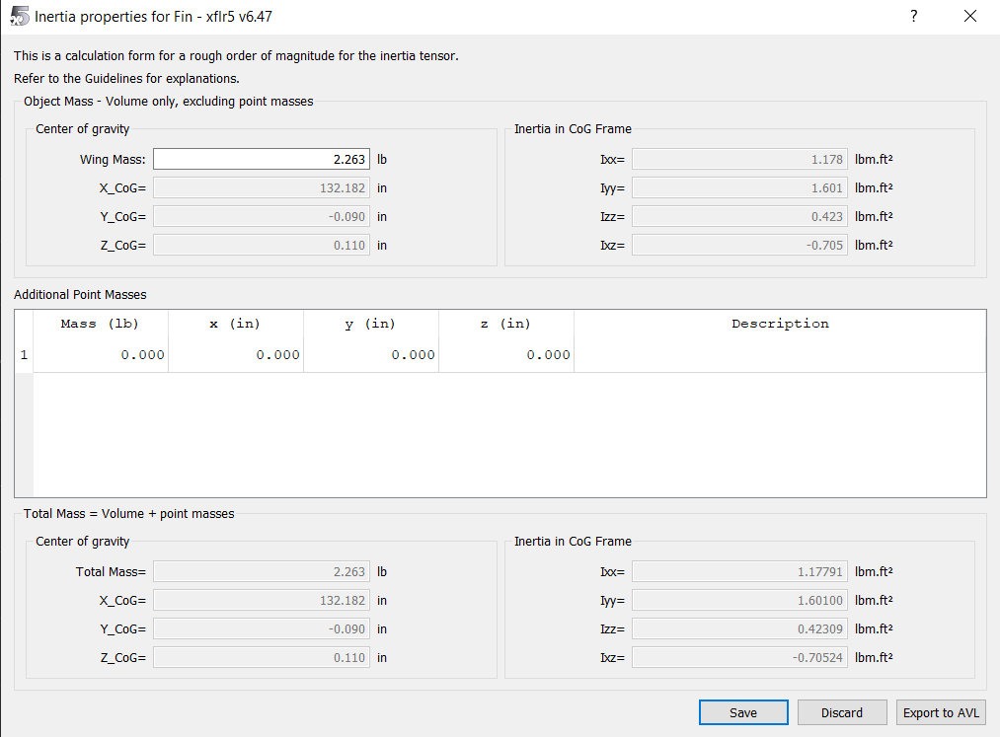 Inertia properties for Fin - xflr5 v6.47 ?
This is a calculation form for a rough order of magnitude for the inertia tensor.
Refer to the Guidelines for explanations.
Object Mass - Volume only, excluding point masses
Center of gravity
Wing Mass: 2.263 lb
X_CoG= 132.182 in
Y_CoG= -0.090 in
Z_CoG= 0.110 in
Inertia in CoG Frame
Ixx= 1.178 lbm.ft²
Iyy= 1.601 lbm.ft²
Izz= 0.423 lbm.ft²
Ixz= -0.705 lbm.ft²
Additional Point Masses
Mass (lb) x (in) y (in) z (in) Description
1 0.000 0.000 0.000 0.000
Total Mass = Volume + point masses
Center of gravity
Total Mass= 2.263 lb
X_CoG= 132.182 in
Y_CoG= -0.090 in
Z_CoG= 0.110 in
Inertia in CoG Frame
Ixx= 1.17791 lbm.ft²
Iyy= 1.60100 lbm.ft²
Izz= 0.42309 lbm.ft²
Ixz= -0.70524 lbm.ft²
Save Discard Export to AVL